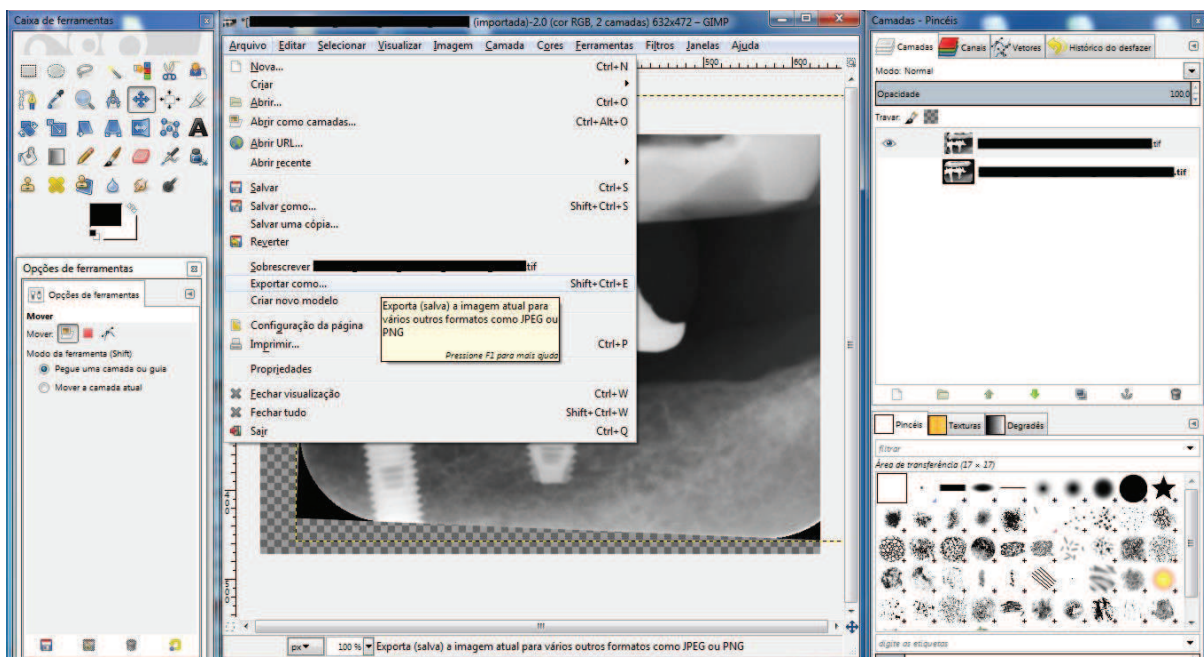 Caixa de ferramentas
Opções de ferramentas
Opções de ferramentas
Mover
Mover:
Modo da ferramenta (Shift)
Pegue uma camada ou guia
Mover a camada atual
*[ (importada)-2.0 (cor RGB, 2 camadas) 632x472 – GIMP
Arquivo Editar Selecionar Visualizar Imagem Camada Cores Ferramentas Filtros Janelas Ajuda
500 600
Nova... Ctrl+N
Criar
Abrir... Ctrl+O
Abrir como camadas... Ctrl+Alt+O
Abrir URL...
Abrir recente
Salvar Ctrl+S
Salvar como... Shift+Ctrl+S
Salvar uma cópia...
Reverter
Sobrescrever tif
Exportar como... Shift+Ctrl+E
Criar novo modelo
Exporta (salva) a imagem atual para
vários outros formatos como JPEG ou
PNG
Pressione F1 para mais ajuda
Configuração da página
Imprimir... Ctrl+P
Propriedades
Fechar visualização Ctrl+W
Fechar tudo Shift+Ctrl+W
Sair Ctrl+Q
400
500
px 100 % Exporta (salva) a imagem atual para vários outros formatos como JPEG ou PNG
Camadas - Pincéis
Camadas Canais Vetores Histórico do desfazer
Modo: Normal
Opacidade 100,0
Travar:
tif
.tif
Pincéis Texturas Degradês
filtrar
Área de transferência (17 × 17)
digite as etiquetas